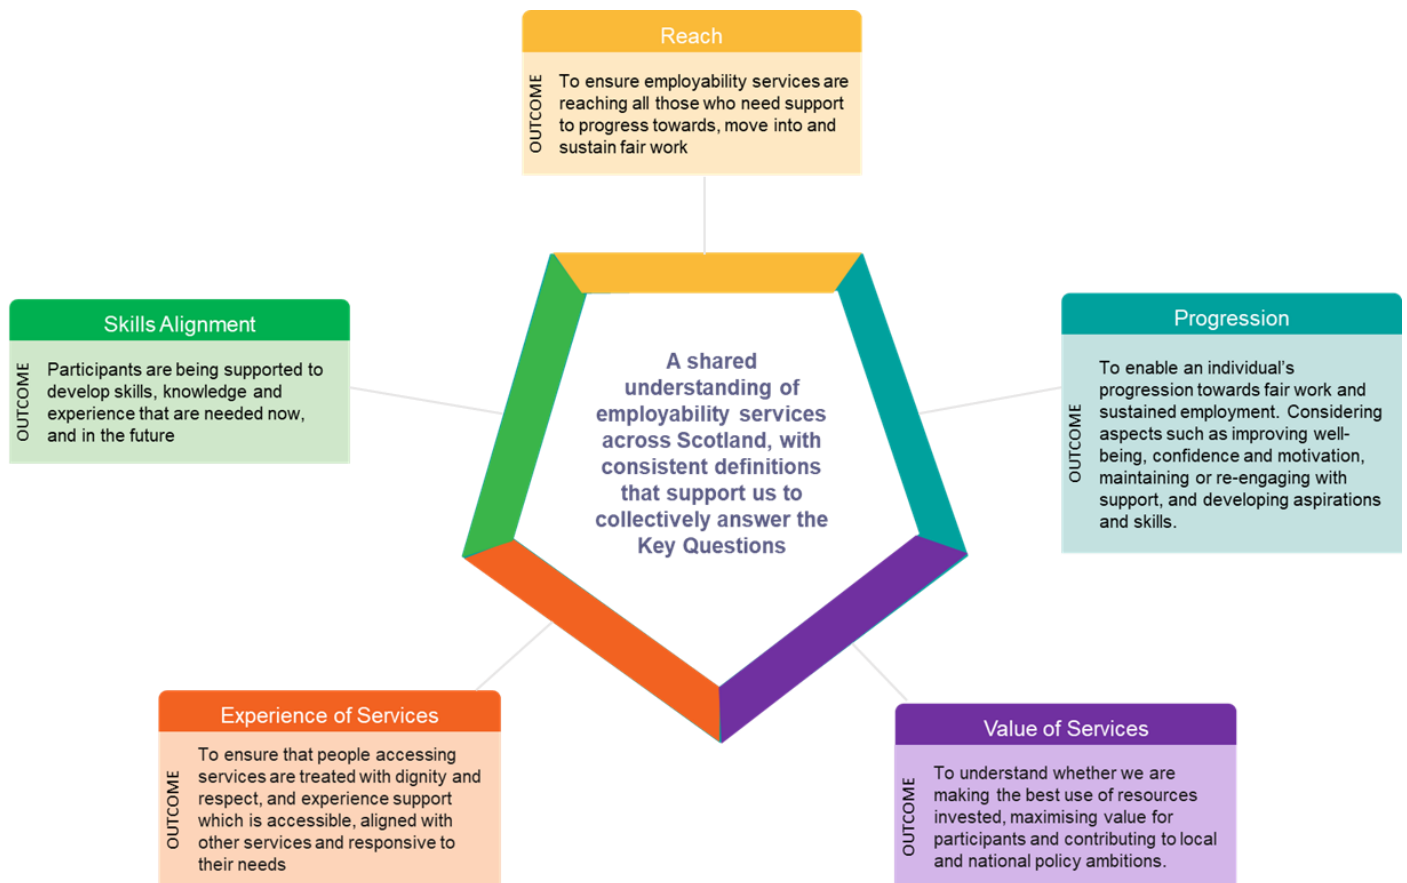 Reach
OUTCOME
To ensure employability services are
reaching all those who need support
to progress towards, move into and
sustain fair work
Skills Alignment
OUTCOME
Participants are being supported to
develop skills, knowledge and
experience that are needed now,
and in the future
A shared
understanding of
employability services
across Scotland, with
consistent definitions
that support us to
collectively answer the
Key Questions
Progression
OUTCOME
To enable an individual’s
progression towards fair work and
sustained employment. Considering
aspects such as improving well-
being, confidence and motivation,
maintaining or re-engaging with
support, and developing aspirations
and skills.
Experience of Services
OUTCOME
To ensure that people accessing
services are treated with dignity and
respect, and experience support
which is accessible, aligned with
other services and responsive to
their needs
Value of Services
OUTCOME
To understand whether we are
making the best use of resources
invested, maximising value for
participants and contributing to local
and national policy ambitions.